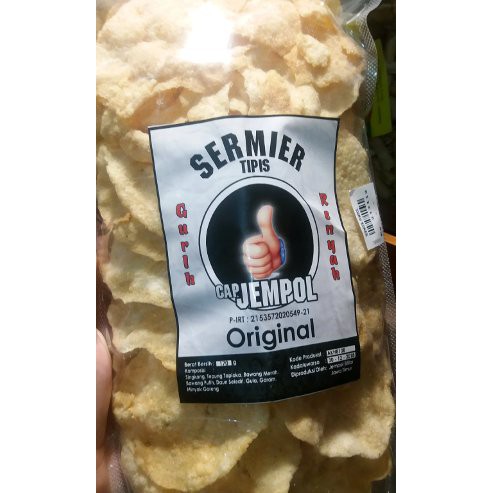 SERMIER
TIPIS
Gurih
Renyah
CAP JEMPOL
P-IRT : 2153572020549-21
Original
Berat Bersih : 170 g
Komposisi
Singkong, Tepung Tapioka, Bawang Merah,
Bawang Putih, Daun Seledri, Gula, Garam,
Minyak Goreng
Kode Produksi :
Kadaluwarsa :
Diproduksi Oleh :